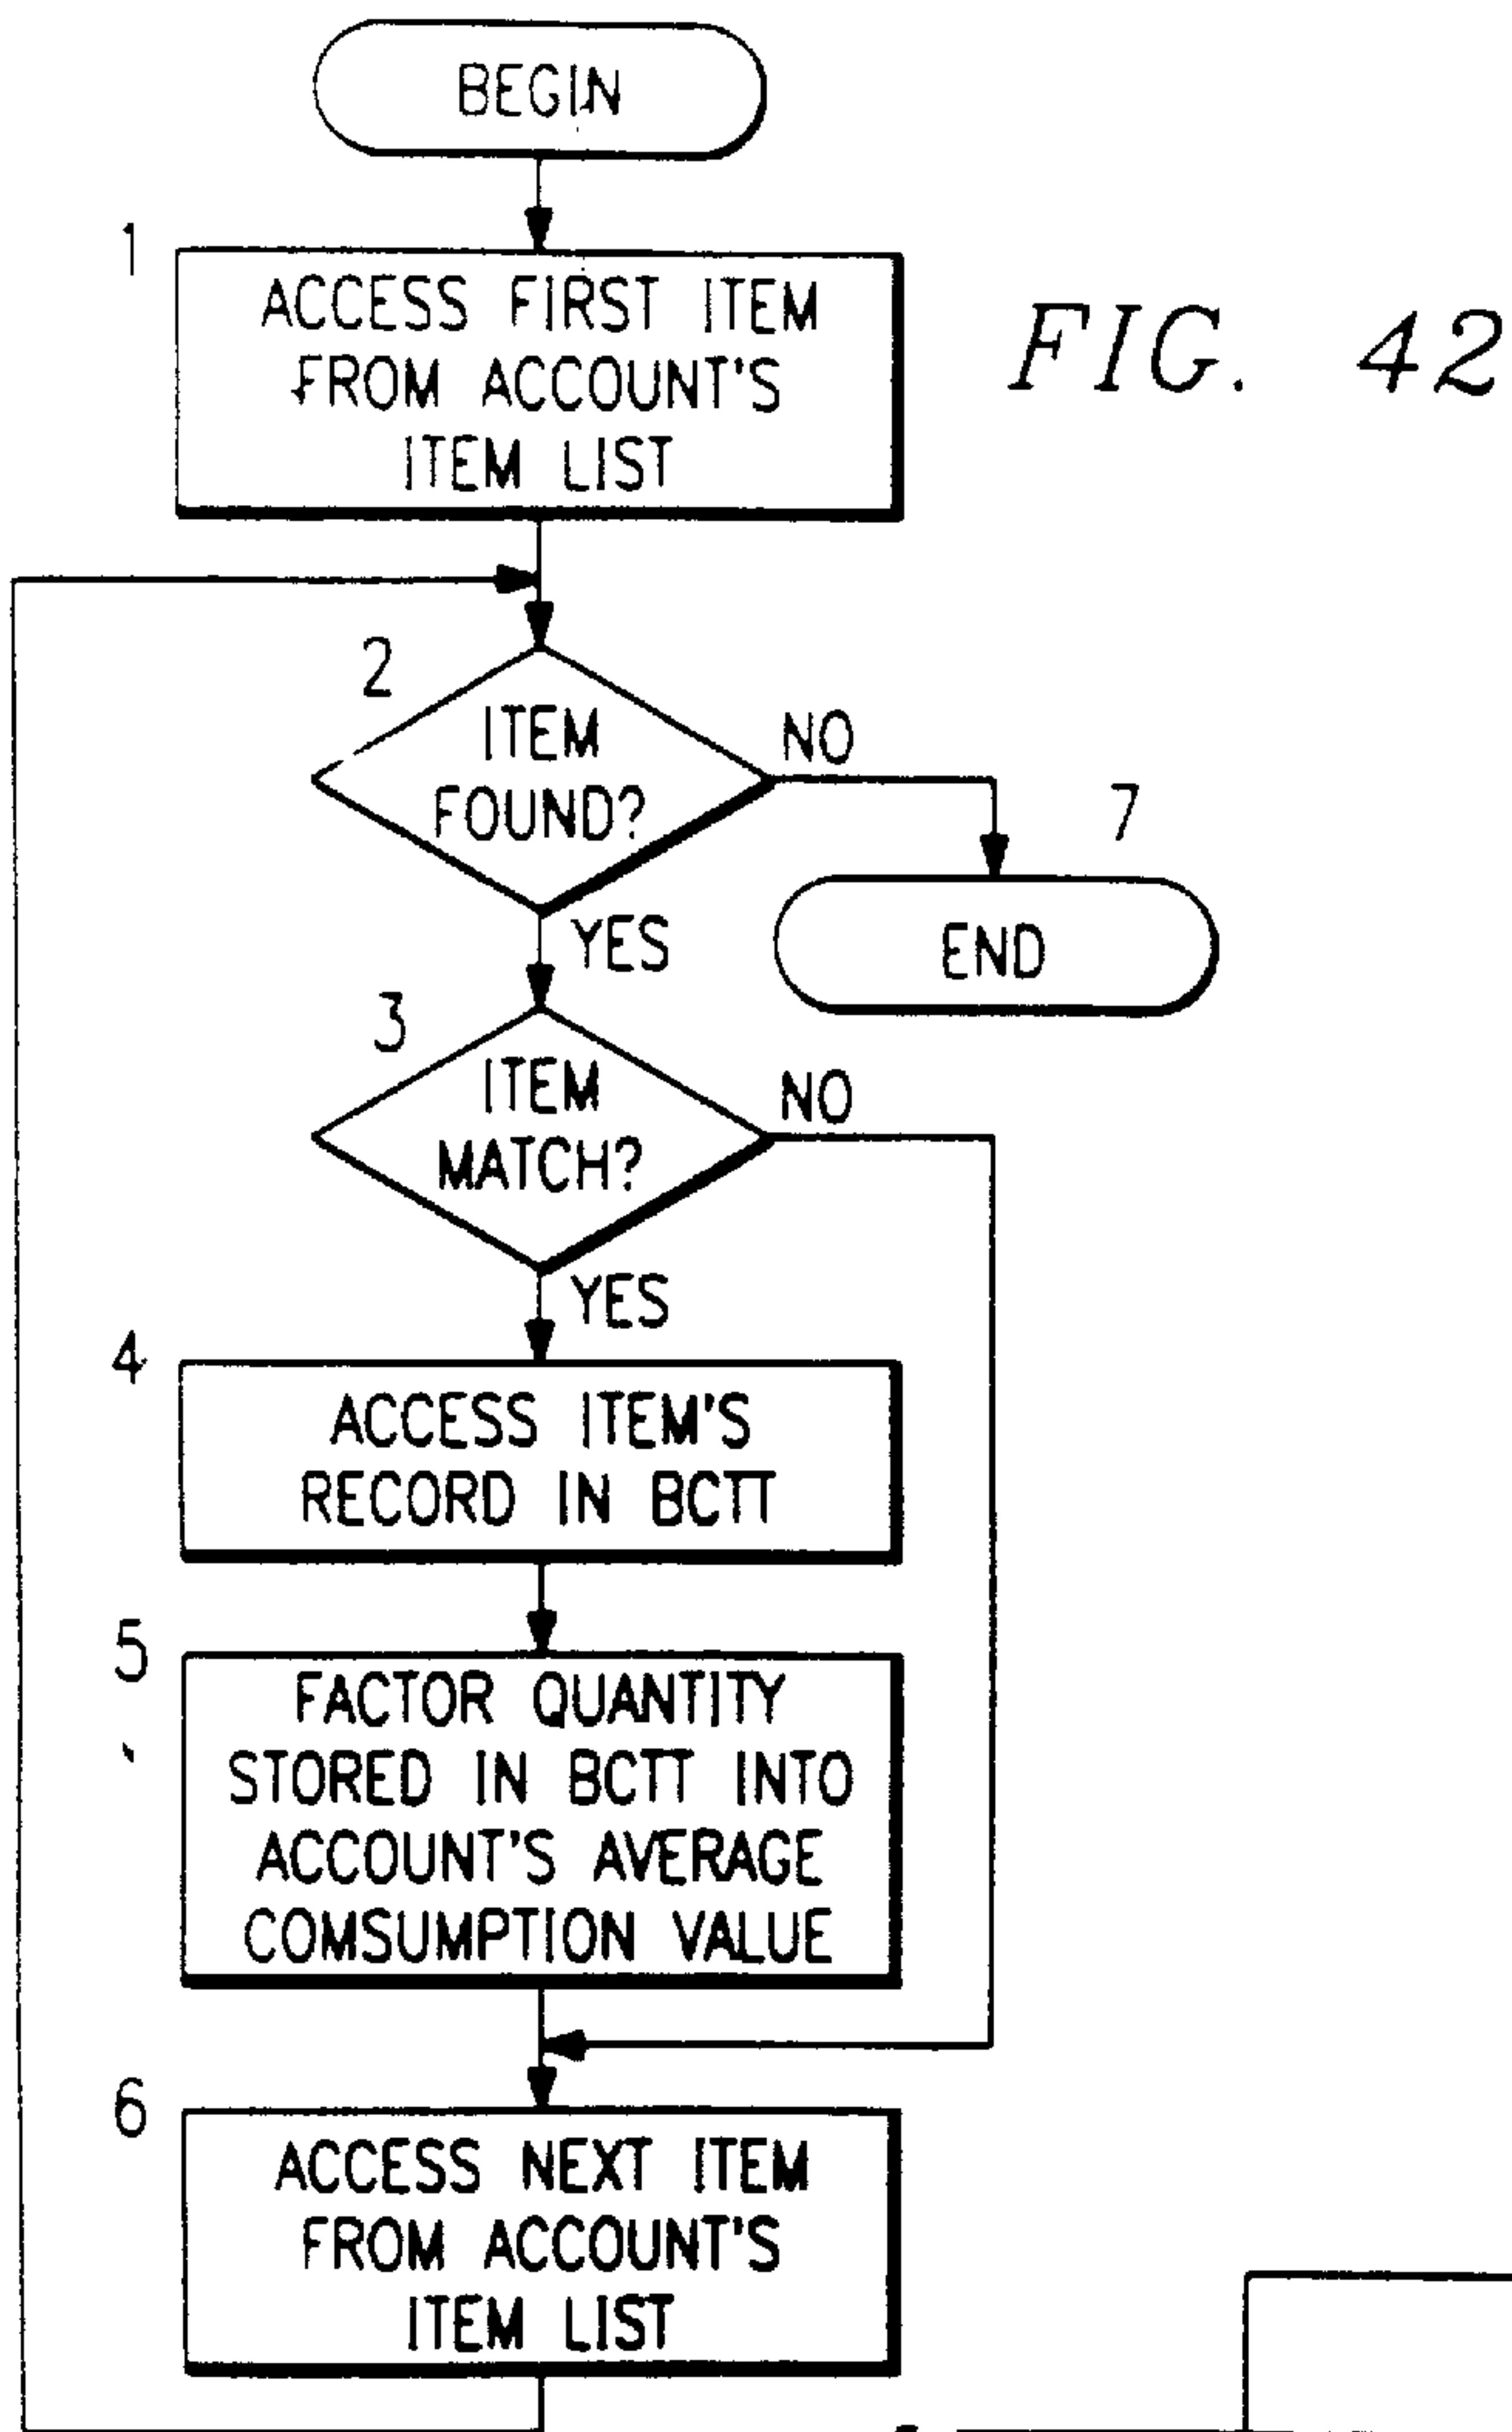 BEGIN
1
ACCESS FIRST ITEM
FROM ACCOUNT'S
ITEM LIST
FIG. 42
2
ITEM
FOUND?
NO
7
END
YES
3
ITEM
MATCH?
NO
YES
4
ACCESS ITEM'S
RECORD IN BCTT
5
FACTOR QUANTITY
STORED IN BCTT INTO
ACCOUNT'S AVERAGE
COMSUMPTION VALUE
6
ACCESS NEXT ITEM
FROM ACCOUNT'S
ITEM LIST